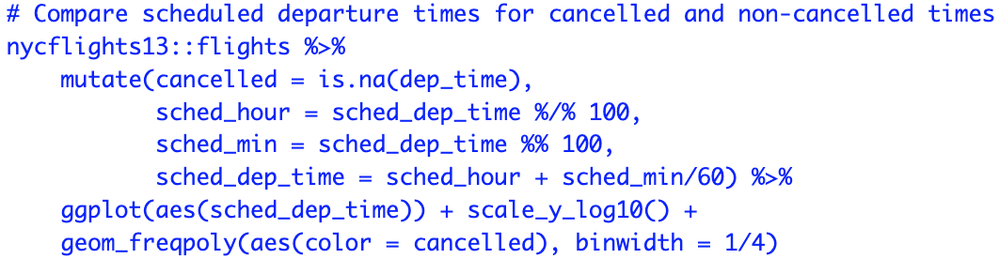 # Compare scheduled departure times for cancelled and non-cancelled times
nycflights13::flights %>%
    mutate(cancelled = is.na(dep_time),
           sched_hour = sched_dep_time %/% 100,
           sched_min = sched_dep_time %% 100,
           sched_dep_time = sched_hour + sched_min/60) %>%
    ggplot(aes(sched_dep_time)) + scale_y_log10() +
    geom_freqpoly(aes(color = cancelled), binwidth = 1/4)